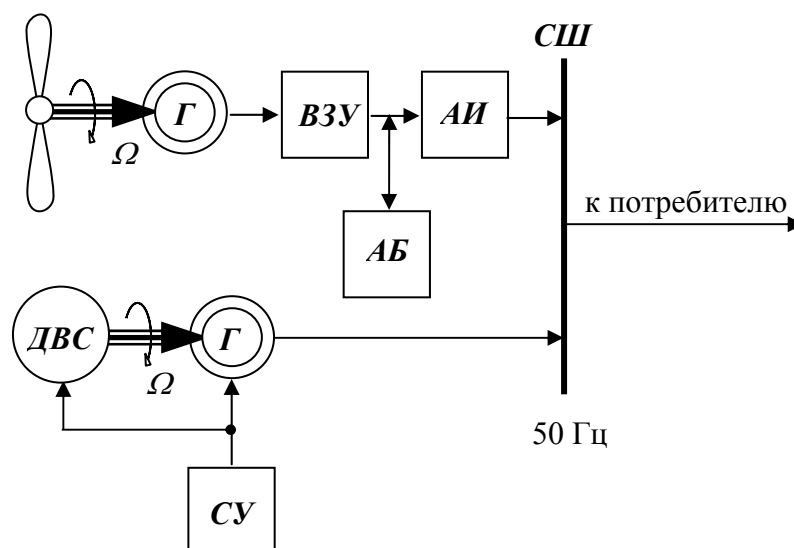 СШ
Г
ВЗУ
АИ
Ω
к потребителю
АБ
ДВС
Г
Ω
50 Гц
СУ